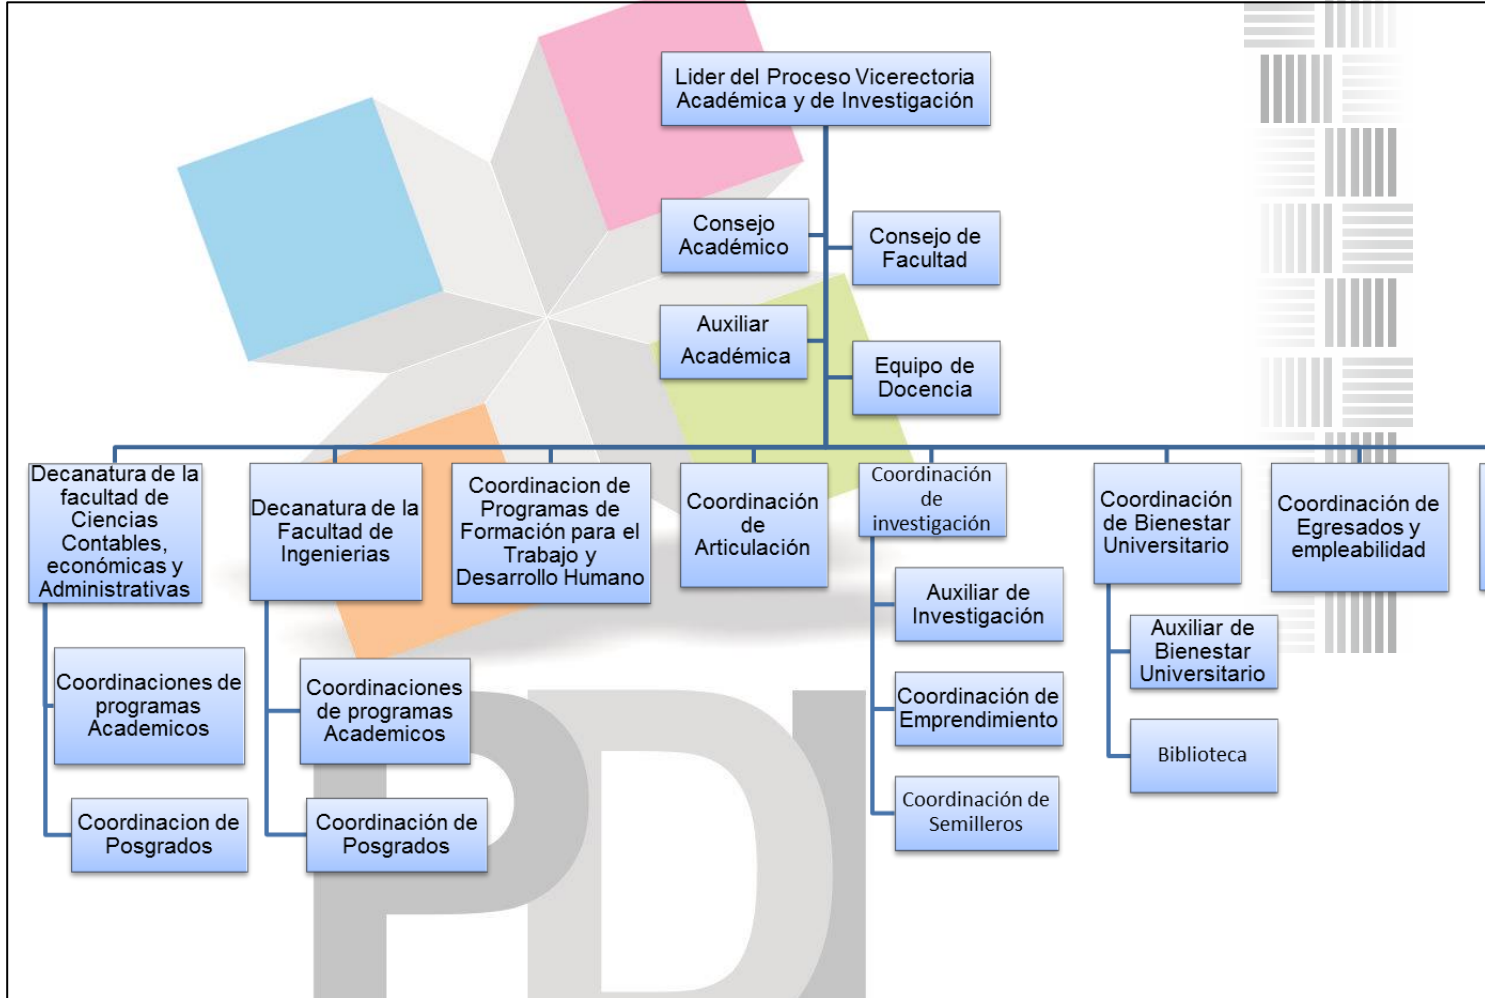 Lider del Proceso Vicerectoria
Académica y de Investigación
Consejo
Académico
Consejo de
Facultad
Auxiliar
Académica
Equipo de
Docencia
Decanatura de la
facultad de
Ciencias
Contables,
económicas y
Administrativas
Decanatura de la
Facultad de
Ingenierias
Coordinacion de
Programas de
Formación para el
Trabajo y
Desarrollo Humano
Coordinación
de
Articulación
Coordinación
de
investigación
Coordinación
de Bienestar
Universitario
Coordinación de
Egresados y
empleabilidad
Coordinaciones de
programas
Academicos
Coordinacion de
Posgrados
Coordinaciones
de programas
Academicos
Coordinación de
Posgrados
Auxiliar de
Investigación
Coordinación de
Emprendimiento
Coordinación de
Semilleros
Auxiliar de
Bienestar
Universitario
Biblioteca
PDI